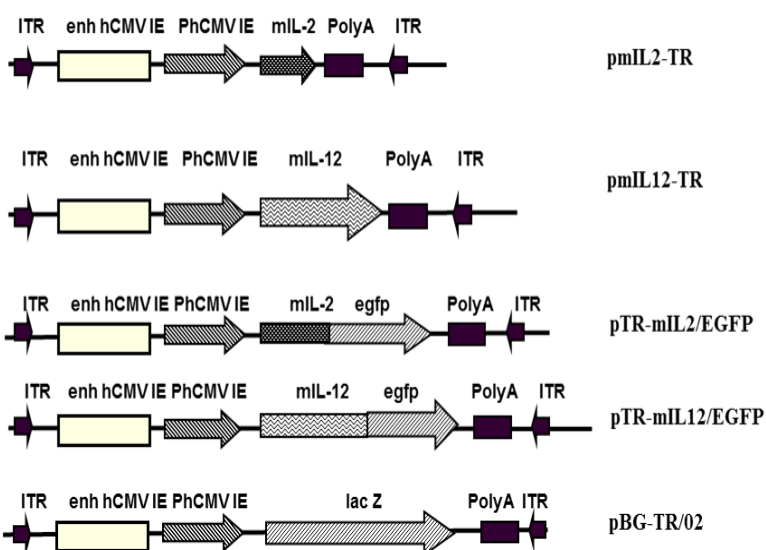 ITR enh hCMV IE PhCMV IE mIL-2 PolyA ITR
pmIL2-TR
ITR enh hCMV IE PhCMV IE mIL-12 PolyA ITR
pmIL12-TR
ITR enh hCMV IE PhCMV IE mIL-2 egfp PolyA ITR
pTR-mIL2/EGFP
ITR enh hCMV IE PhCMV IE mIL-12 egfp PolyA ITR
pTR-mIL12/EGFP
ITR enh hCMV IE PhCMV IE lac Z PolyA ITR
pBG-TR/02